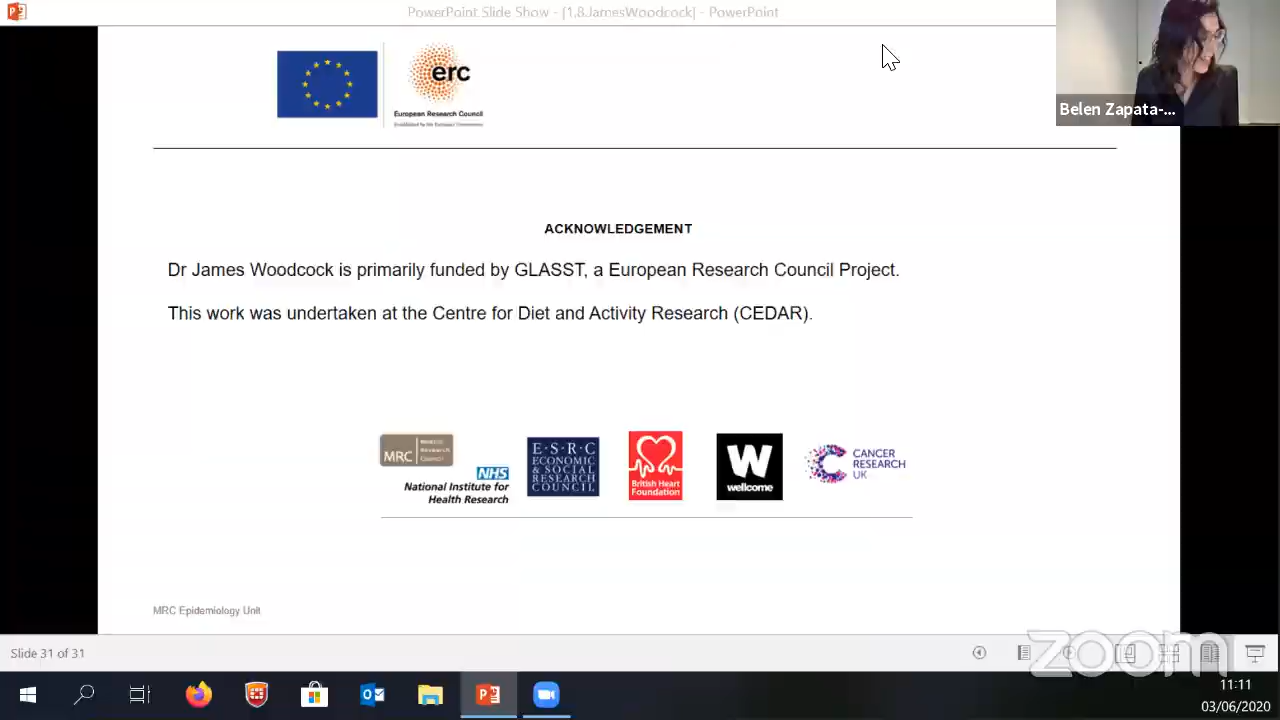 PowerPoint Slide Show - [1,8JamesWoodcock] - PowerPoint
Belen Zapata-...
erc
European Research Council
ACKNOWLEDGEMENT
Dr James Woodcock is primarily funded by GLASST, a European Research Council Project.
This work was undertaken at the Centre for Diet and Activity Research (CEDAR).
MRC
Research
Council
NHS
National Institute for
Health Research
E·S·R·C
ECONOMIC
& SOCIAL
RESEARCH
COUNCIL
British Heart
Foundation
W
wellcome
CANCER
RESEARCH
UK
MRC Epidemiology Unit
Slide 31 of 31
zoom
11:11
03/06/2020